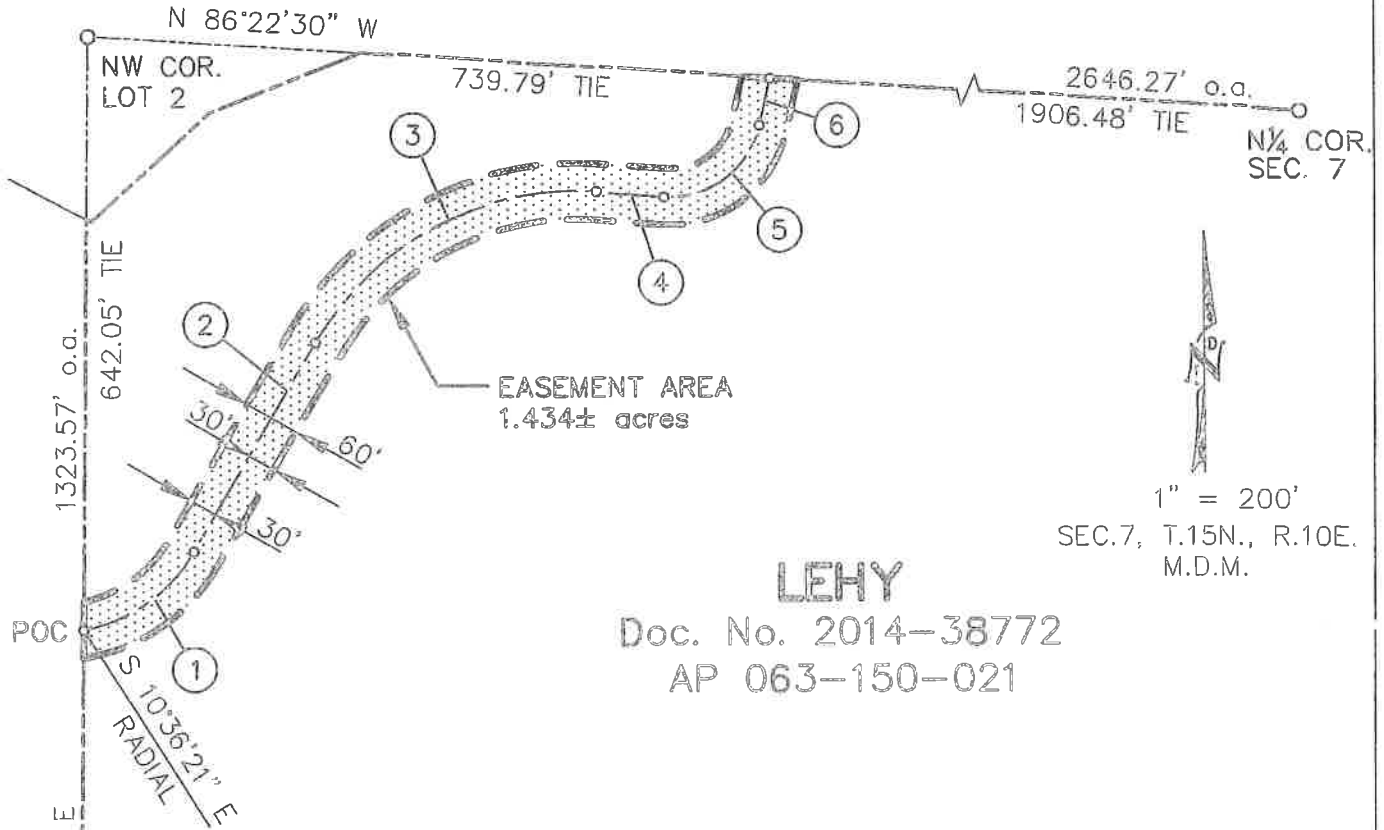 N 86°22'30" W
NW COR.
LOT 2
739.79' TIE
2646.27' o.a.
1906.48' TIE
N¼ COR.
SEC. 7
6
3
5
4
642.05' TIE
1323.57' o.a.
2
EASEMENT AREA
1.434± acres
30'
60'
30'
N
D
1" = 200'
SEC.7, T.15N., R.10E.
M.D.M.
LEHY
Doc. No. 2014-38772
AP 063-150-021
POC
1
S 10°36'21" E
RADIAL
E